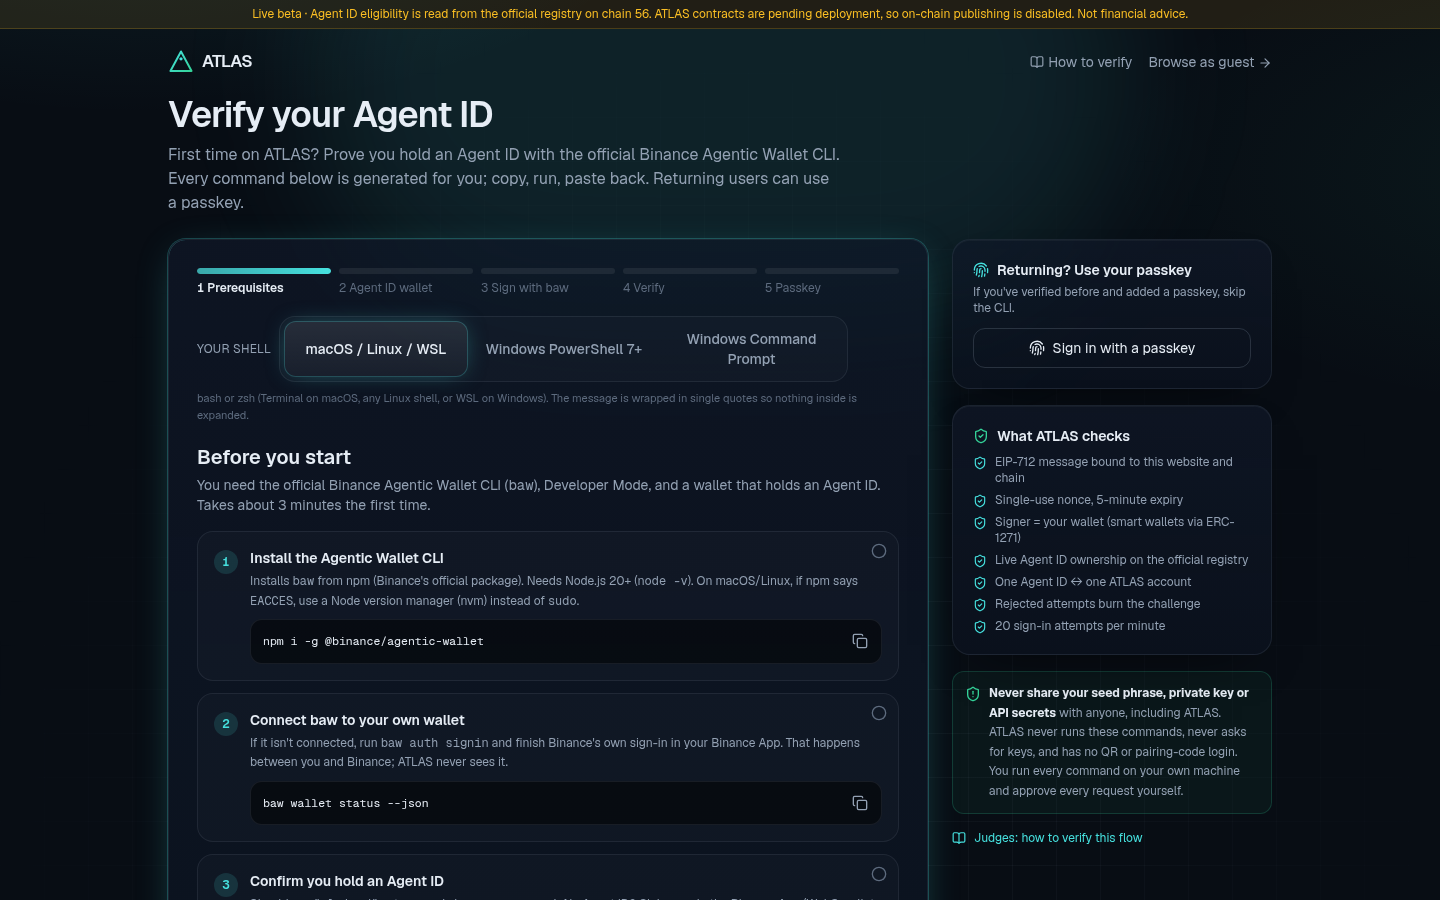 Live beta · Agent ID eligibility is read from the official registry on chain 56. ATLAS contracts are pending deployment, so on-chain publishing is disabled. Not financial advice.
ATLAS
How to verify
Browse as guest →
Verify your Agent ID
First time on ATLAS? Prove you hold an Agent ID with the official Binance Agentic Wallet CLI.
Every command below is generated for you; copy, run, paste back. Returning users can use
a passkey.
1 Prerequisites
2 Agent ID wallet
3 Sign with baw
4 Verify
5 Passkey
YOUR SHELL
macOS / Linux / WSL
Windows PowerShell 7+
Windows Command
Prompt
bash or zsh (Terminal on macOS, any Linux shell, or WSL on Windows). The message is wrapped in single quotes so nothing inside is
expanded.
Before you start
You need the official Binance Agentic Wallet CLI (baw), Developer Mode, and a wallet that holds an Agent ID.
Takes about 3 minutes the first time.
1
Install the Agentic Wallet CLI
Installs baw from npm (Binance's official package). Needs Node.js 20+ (node -v). On macOS/Linux, if npm says
EACCES, use a Node version manager (nvm) instead of sudo.
npm i -g @binance/agentic-wallet
2
Connect baw to your own wallet
If it isn't connected, run baw auth signin and finish Binance's own sign-in in your Binance App. That happens
between you and Binance; ATLAS never sees it.
baw wallet status --json
3
Confirm you hold an Agent ID
Returning? Use your passkey
If you've verified before and added a passkey, skip
the CLI.
Sign in with a passkey
What ATLAS checks
EIP-712 message bound to this website and
chain
Single-use nonce, 5-minute expiry
Signer = your wallet (smart wallets via ERC-
1271)
Live Agent ID ownership on the official registry
One Agent ID ↔ one ATLAS account
Rejected attempts burn the challenge
20 sign-in attempts per minute
Never share your seed phrase, private key or
API secrets with anyone, including ATLAS.
ATLAS never runs these commands, never asks
for keys, and has no QR or pairing-code login.
You run every command on your own machine
and approve every request yourself.
Judges: how to verify this flow